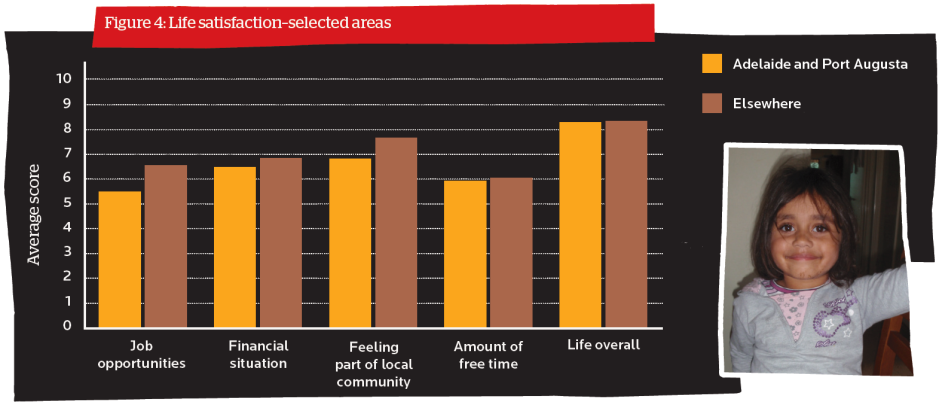 Figure 4: Life satisfaction–selected areas
10
9
8
7
6
5
4
3
2
1
0
Average score
Job
opportunities
Financial
situation
Feeling
part of local
community
Amount of
free time
Life overall
Adelaide and Port Augusta
Elsewhere